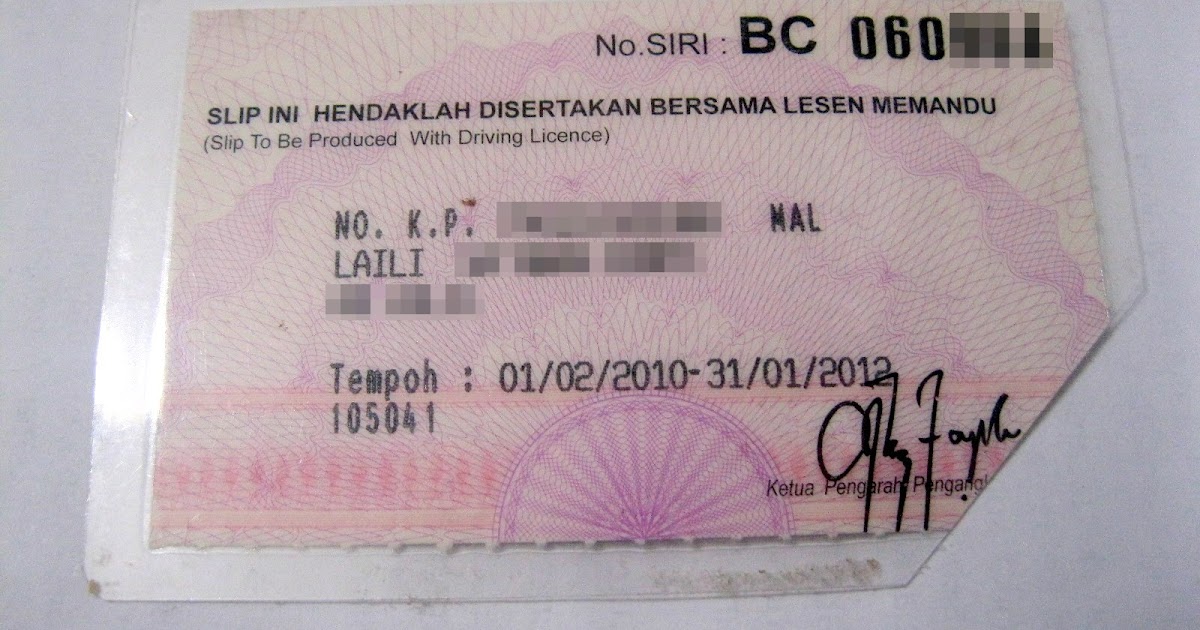 No.SIRI : BC 060
SLIP INI HENDAKLAH DISERTAKAN BERSAMA LESEN MEMANDU
(Slip To Be Produced With Driving Licence)
NO. K.P. MAL
LAILI
Tempoh : 01/02/2010-31/01/2012
105041
Ketua Pengarah